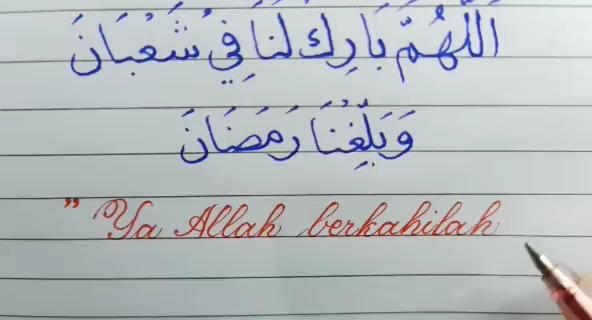 اَللّٰهُمَّ بَارِكْ لَنَا فِيْ شَعْبَانَ
وَبَلِّغْنَا رَمَضَانَ
” Ya Allah berkahilah